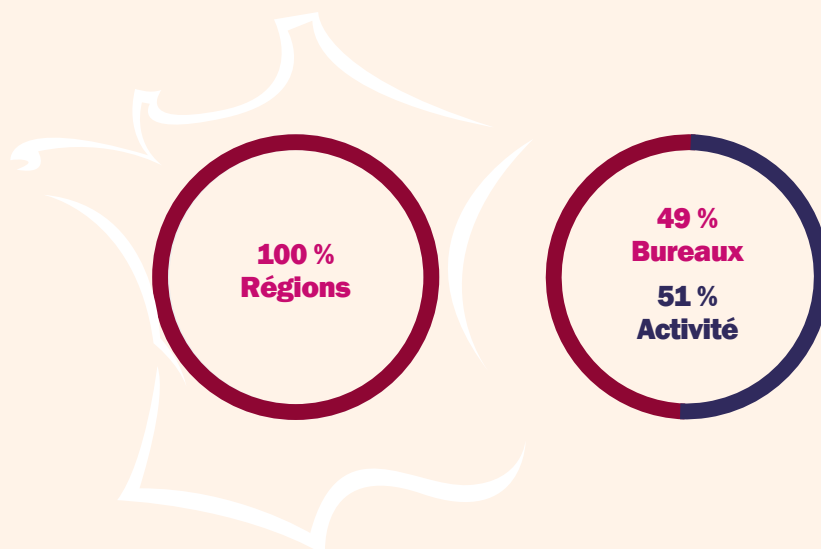 100 %
Régions
49 %
Bureaux
51 %
Activité